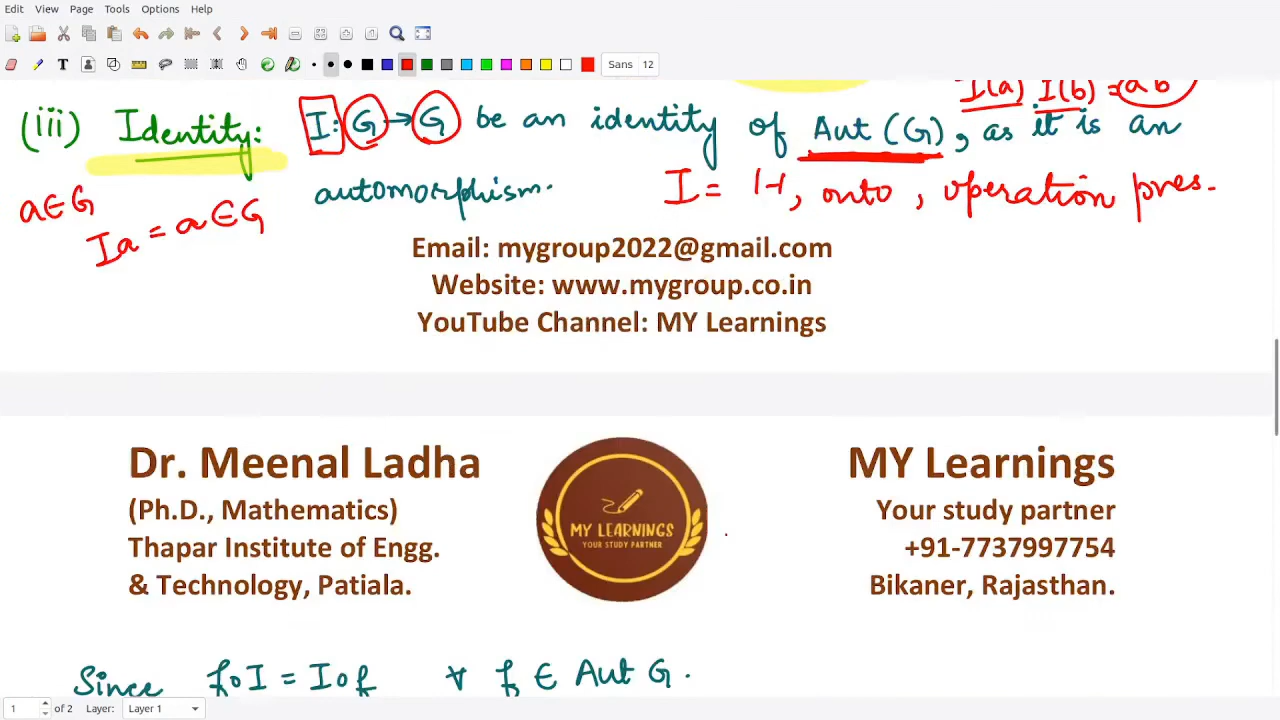 Edit View Page Tools Options Help
Sans 12
I(a) . I(b) = ab
(iii) Identity: I: G → G be an identity of Aut (G), as it is an
automorphism. I = 1-1, onto, operation pres.
a∈G
Ia = a ∈ G
Email: mygroup2022@gmail.com
Website: www.mygroup.co.in
YouTube Channel: MY Learnings
Dr. Meenal Ladha
(Ph.D., Mathematics)
Thapar Institute of Engg.
& Technology, Patiala.
MY LEARNINGS
YOUR STUDY PARTNER
MY Learnings
Your study partner
+91-7737997754
Bikaner, Rajasthan.
Since f∘I = I∘f ∀ f ∈ Aut G.
1 of 2 Layer: Layer 1